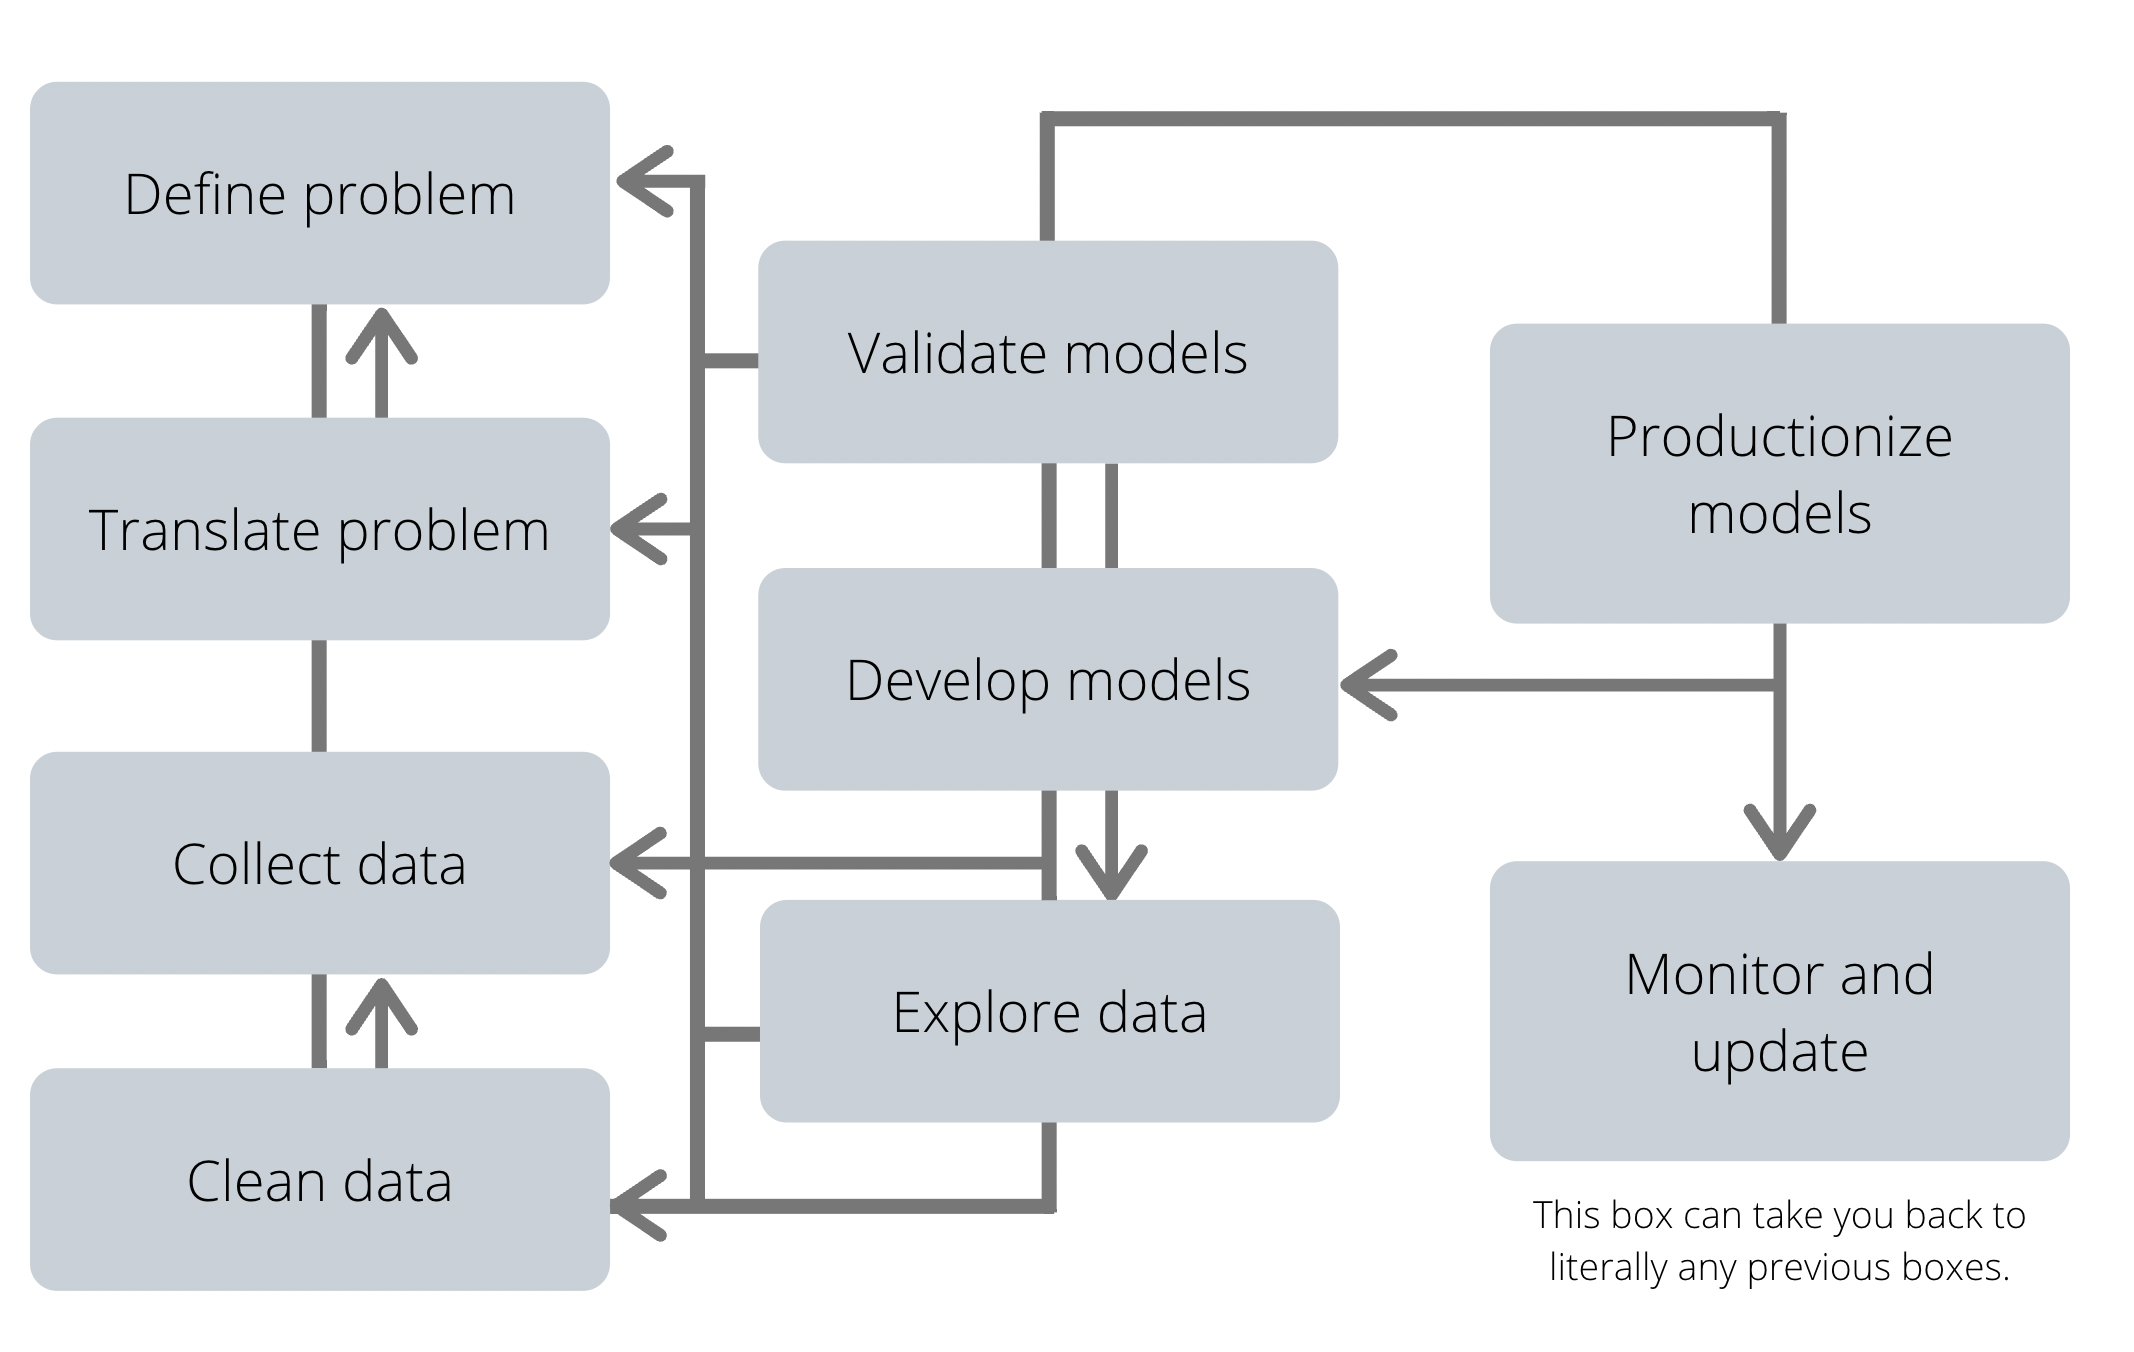 Define problem
Translate problem
Collect data
Clean data
Validate models
Develop models
Explore data
Productionize
models
Monitor and
update
This box can take you back to
literally any previous boxes.